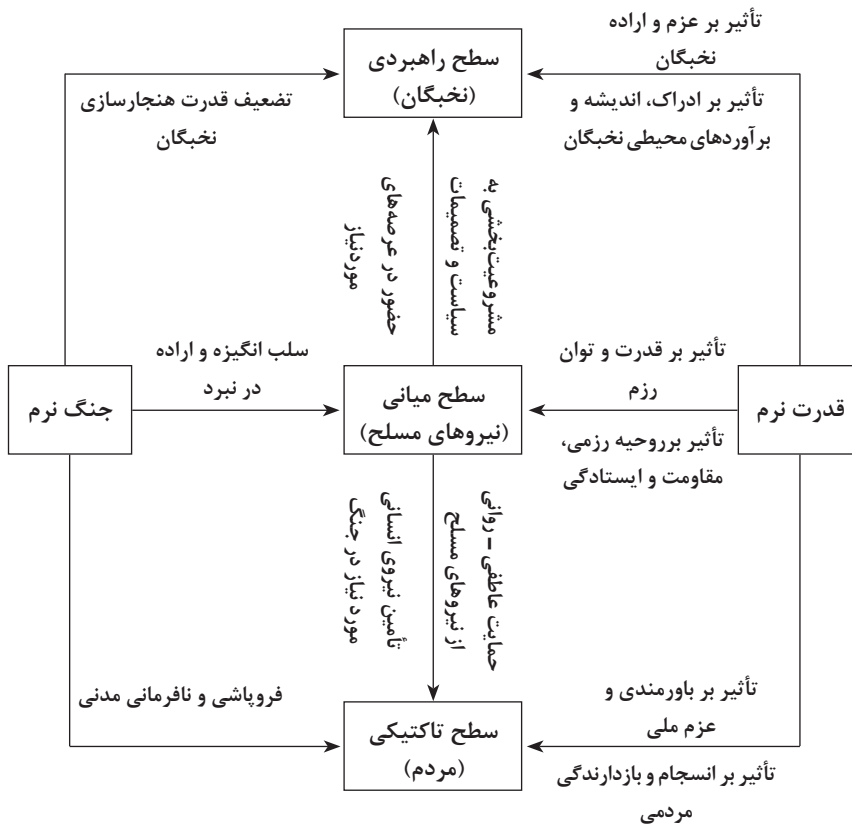 تأثیر بر عزم و اراده
نخبگان
تأثیر بر ادراک، اندیشه و
برآوردهای محیطی نخبگان
سطح راهبردی
(نخبگان)
تضعیف قدرت هنجارسازی
نخبگان
مشروعیت‌بخشی به
سیاست و تصمیمات
حضور در عرصه‌های
موردنیاز
قدرت نرم
تأثیر بر قدرت و توان
رزم
تأثیر برروحیه رزمی،
مقاومت و ایستادگی
سطح میانی
(نیروهای مسلح)
سلب انگیزه و اراده
در نبرد
جنگ نرم
حمایت عاطفی – روانی
از نیروهای مسلح
تأمین نیروی انسانی
مورد نیاز در جنگ
تأثیر بر باورمندی و
عزم ملی
تأثیر بر انسجام و بازدارندگی
مردمی
سطح تاکتیکی
(مردم)
فروپاشی و نافرمانی مدنی